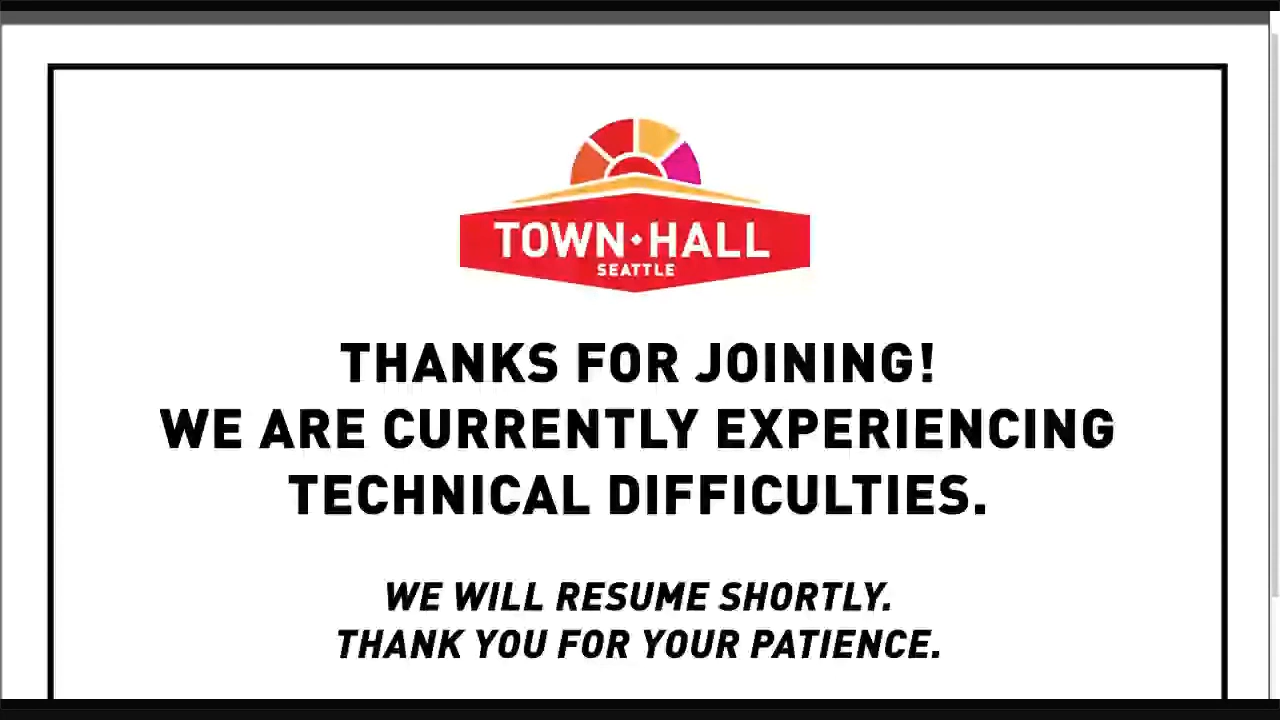 TOWN◆HALL
SEATTLE
THANKS FOR JOINING!
WE ARE CURRENTLY EXPERIENCING
TECHNICAL DIFFICULTIES.
WE WILL RESUME SHORTLY.
THANK YOU FOR YOUR PATIENCE.